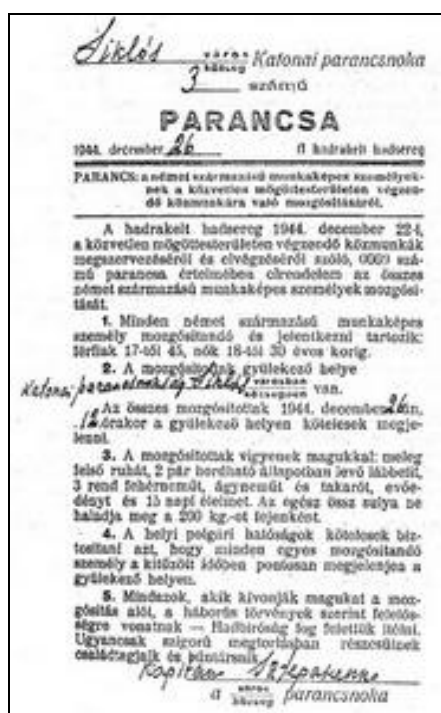 Siklós város község Katonai parancsnoka
3 számú
PARANCSA
1944. december 26 A hadrakelt hadsereg
PARANCS: a német származású munkaképes személyek-
nek a közvetlen mögöttesterületen végzen-
dő közmunkára való mozgósításáról.
A hadrakelt hadsereg 1944. december 22-i,
a közvetlen mögöttesterületen végzendő közmunkák
megszervezéséről és elvégzéséről szóló, 0060 szá-
mú parancsa értelmében elrendelem az összes
német származású munkaképes személyek mozgósí-
tását.
1. Minden német származású munkaképes
személy mozgósítandó és jelentkezni tartozik:
férfiak 17-től 45, nők 18-tól 30 éves korig.
2. A mozgósítottak gyülekező helye
Katonai parancsnokság Siklós városban községben van.
Az összes mozgósítottak 1944. december 26án,
12 órakor a gyülekező helyen kötelesek megje-
lenni.
3. A mozgósítottak vigyenek magukkal: meleg
felső ruhát, 2 pár hordható állapotban levő lábbelit,
3 rend fehérneműt, ágyneműt és takarót, evőe-
dényt és 15 napi élelmet. Az egész össz sulya ne
haladja meg a 200 kg.-ot fejenként.
4. A helyi polgári hatóságok kötelesek biz-
tosítani azt, hogy minden egyes mozgósítandó
személy a kitűzött időben pontosan megjelenjen a
gyülekező helyen.
5. Mindazok, akik kivonják magukat a moz-
gósítás alól, a háborús törvények szerint felelős-
ségre vonatnak — Hadbíróság fog felettük ítélni.
Ugyancsak szigorú megtorlásban részesülnek
családtagjaik és bűntársaik.
Kapitány
a város község parancsnoka